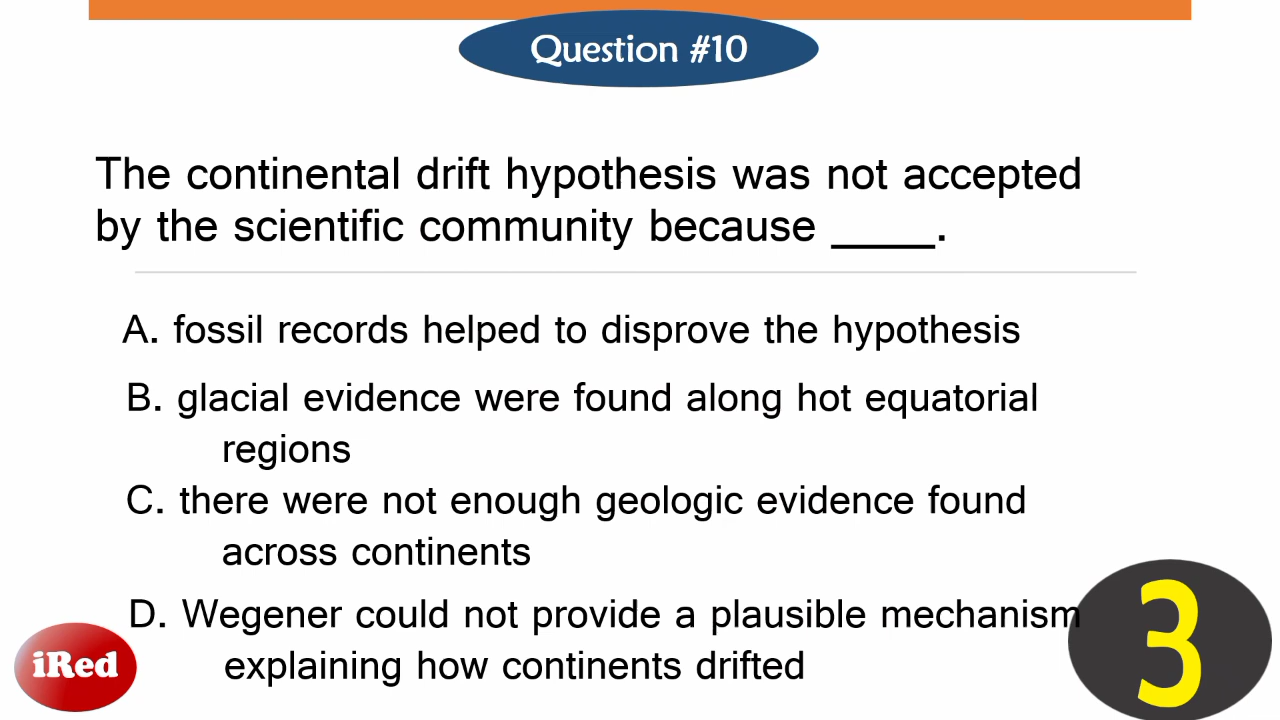 Question #10
The continental drift hypothesis was not accepted
by the scientific community because ____.
A. fossil records helped to disprove the hypothesis
B. glacial evidence were found along hot equatorial
regions
C. there were not enough geologic evidence found
across continents
D. Wegener could not provide a plausible mechanism
explaining how continents drifted
iRed
3